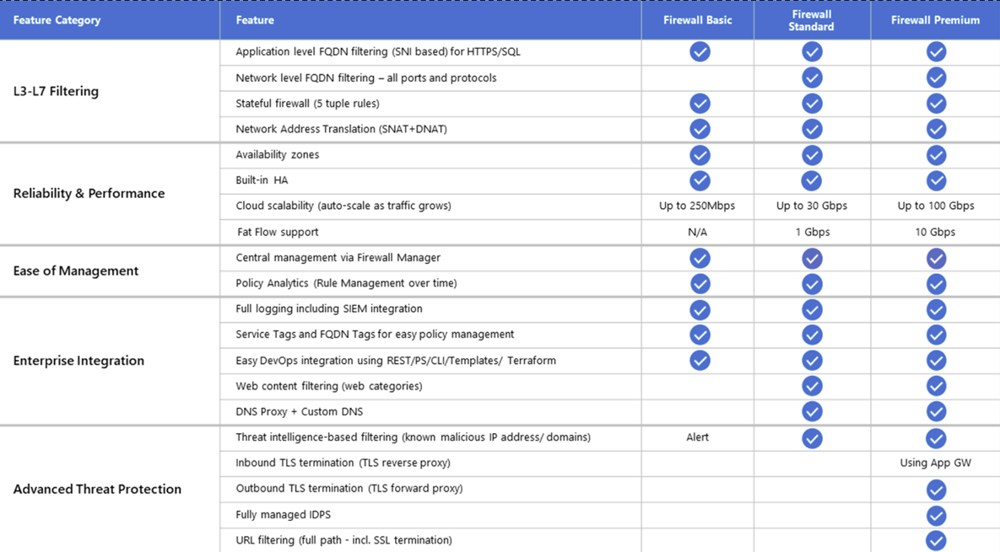 Feature Category Feature Firewall Basic Firewall Standard Firewall Premium
L3-L7 Filtering
Application level FQDN filtering (SNI based) for HTTPS/SQL
Network level FQDN filtering – all ports and protocols
Stateful firewall (5 tuple rules)
Network Address Translation (SNAT+DNAT)
Reliability & Performance
Availability zones
Built-in HA
Cloud scalability (auto-scale as traffic grows) Up to 250Mbps Up to 30 Gbps Up to 100 Gbps
Fat Flow support N/A 1 Gbps 10 Gbps
Ease of Management
Central management via Firewall Manager
Policy Analytics (Rule Management over time)
Enterprise Integration
Full logging including SIEM integration
Service Tags and FQDN Tags for easy policy management
Easy DevOps integration using REST/PS/CLI/Templates/ Terraform
Web content filtering (web categories)
DNS Proxy + Custom DNS
Advanced Threat Protection
Threat intelligence-based filtering (known malicious IP address/ domains) Alert
Inbound TLS termination (TLS reverse proxy) Using App GW
Outbound TLS termination (TLS forward proxy)
Fully managed IDPS
URL filtering (full path - incl. SSL termination)